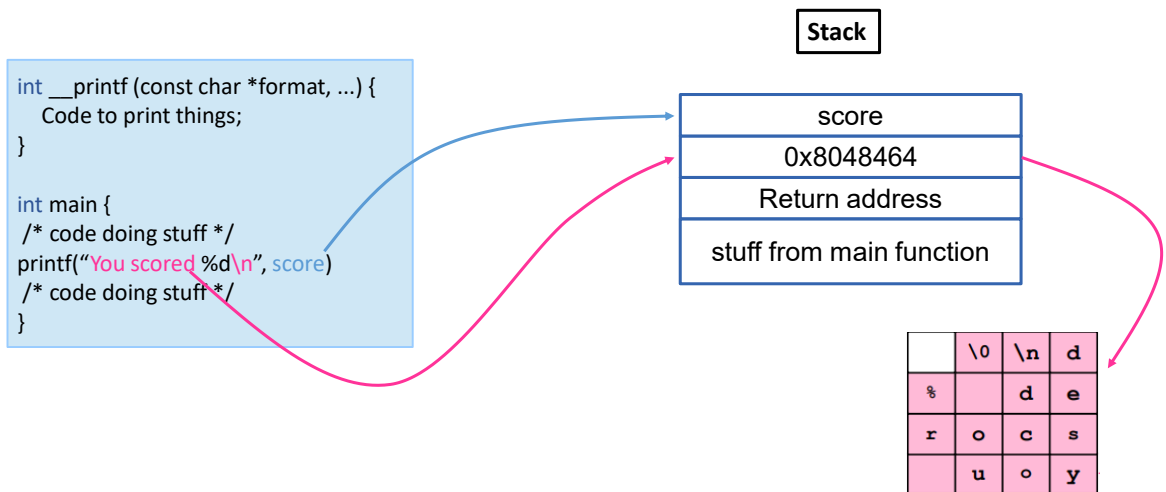 Stack
int __printf (const char *format, ...) {
Code to print things;
}
int main {
/* code doing stuff */
printf(“You scored %d\n”, score)
/* code doing stuff */
}
score
0x8048464
Return address
stuff from main function
\0 \n d
% d e
r o c s
u o y